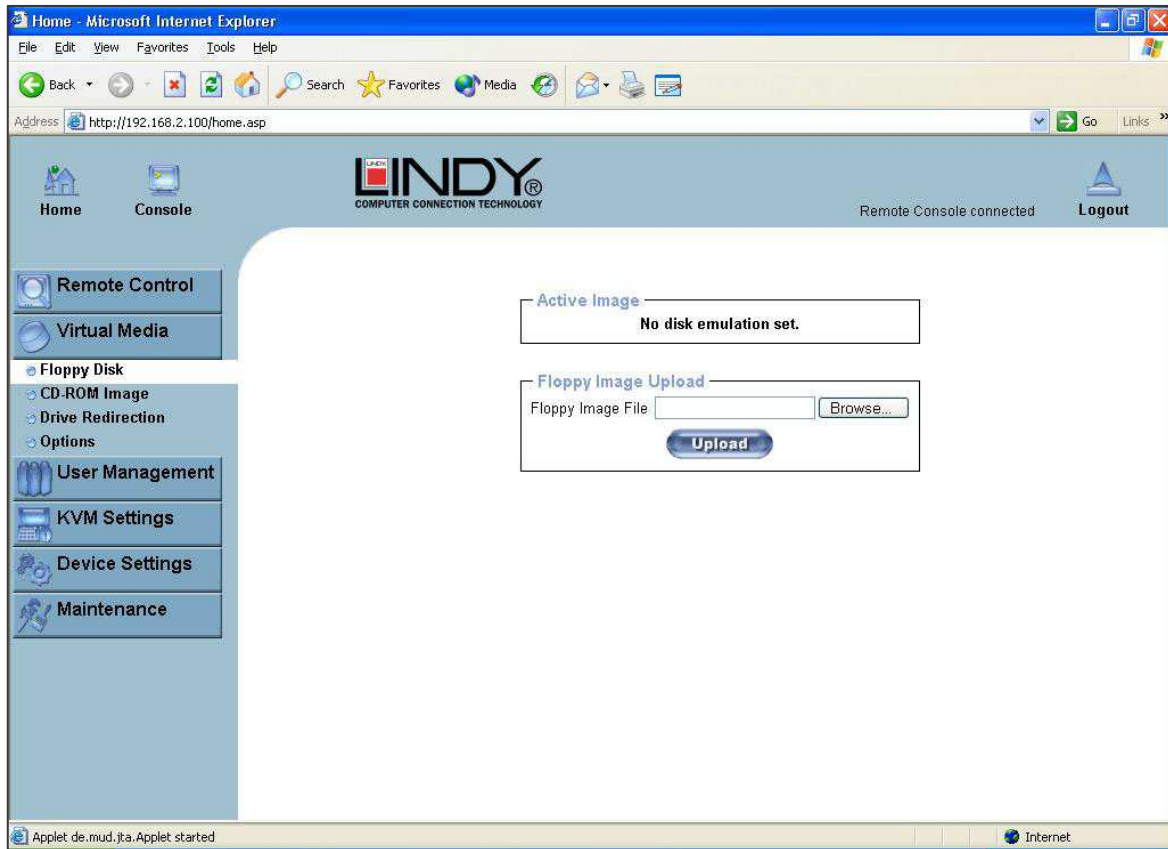 Home - Microsoft Internet Explorer
File Edit View Favorites Tools Help
Back Search Favorites Media
Address http://192.168.2.100/home.asp Go Links »
LINDY
LINDY®
COMPUTER CONNECTION TECHNOLOGY
Home Console Remote Console connected Logout
Remote Control
Virtual Media
Floppy Disk
CD-ROM Image
Drive Redirection
Options
User Management
KVM Settings
Device Settings
Maintenance
Active Image
No disk emulation set.
Floppy Image Upload
Floppy Image File Browse...
Upload
Applet de.mud.jta.Applet started Internet